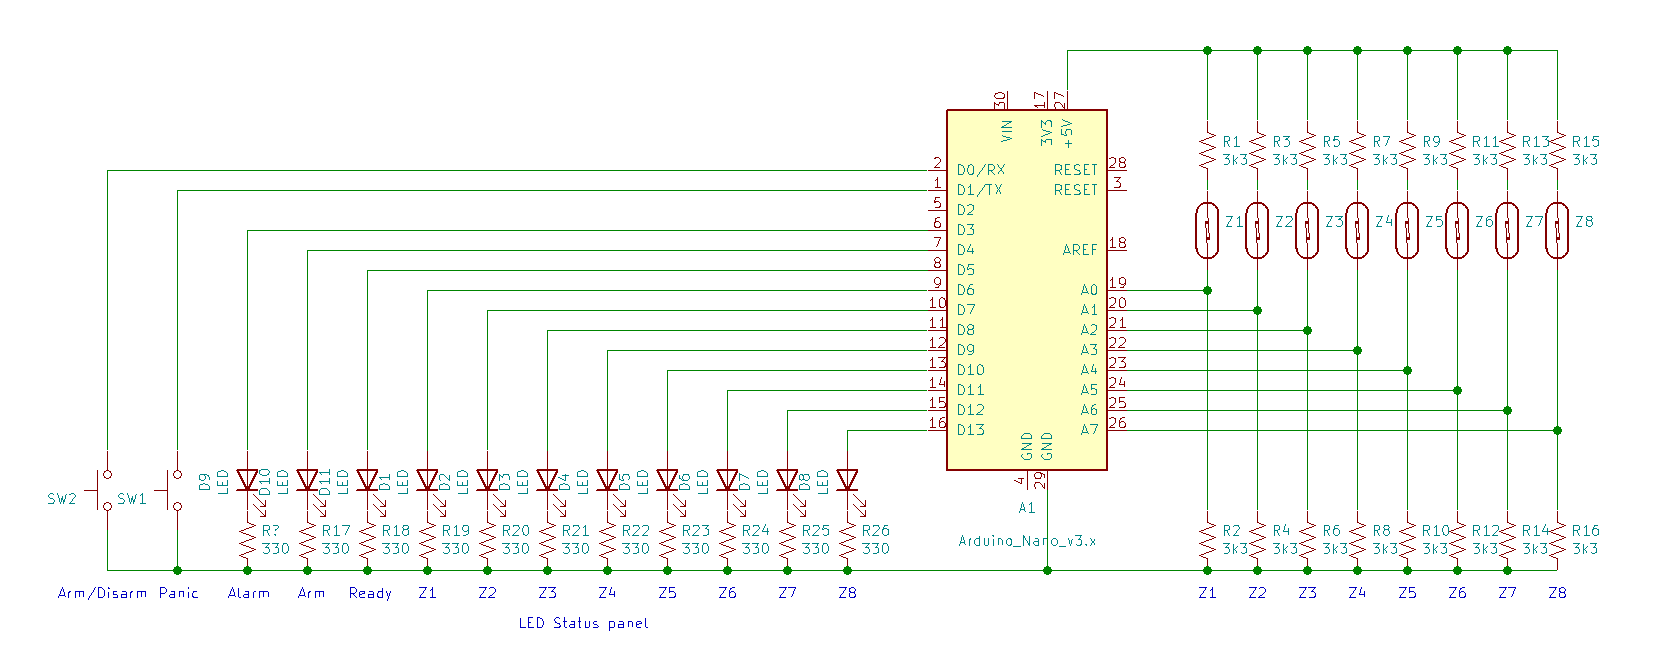 30 17 27
VIN 3V3 +5V
R1 R3 R5 R7 R9 R11 R13 R15
3k3 3k3 3k3 3k3 3k3 3k3 3k3 3k3
2 D0/RX RESET 28
1 D1/TX RESET 3
5 D2
Z1 Z2 Z3 Z4 Z5 Z6 Z7 Z8
6 D3
7 D4 AREF 18
8 D5
9 D6 A0 19
10 D7 A1 20
11 D8 A2 21
12 D9 A3 22
13 D10 A4 23
14 D11 A5 24
15 D12 A6 25
16 D13 A7 26
GND GND
4 29
D9 D10 D11 D1 D2 D3 D4 D5 D6 D7 D8
LED LED LED LED LED LED LED LED LED LED LED
SW2 SW1
A1
Arduino_Nano_v3.x
R? R17 R18 R19 R20 R21 R22 R23 R24 R25 R26
330 330 330 330 330 330 330 330 330 330 330
R2 R4 R6 R8 R10 R12 R14 R16
3k3 3k3 3k3 3k3 3k3 3k3 3k3 3k3
Arm/Disarm Panic Alarm Arm Ready Z1 Z2 Z3 Z4 Z5 Z6 Z7 Z8
Z1 Z2 Z3 Z4 Z5 Z6 Z7 Z8
LED Status panel